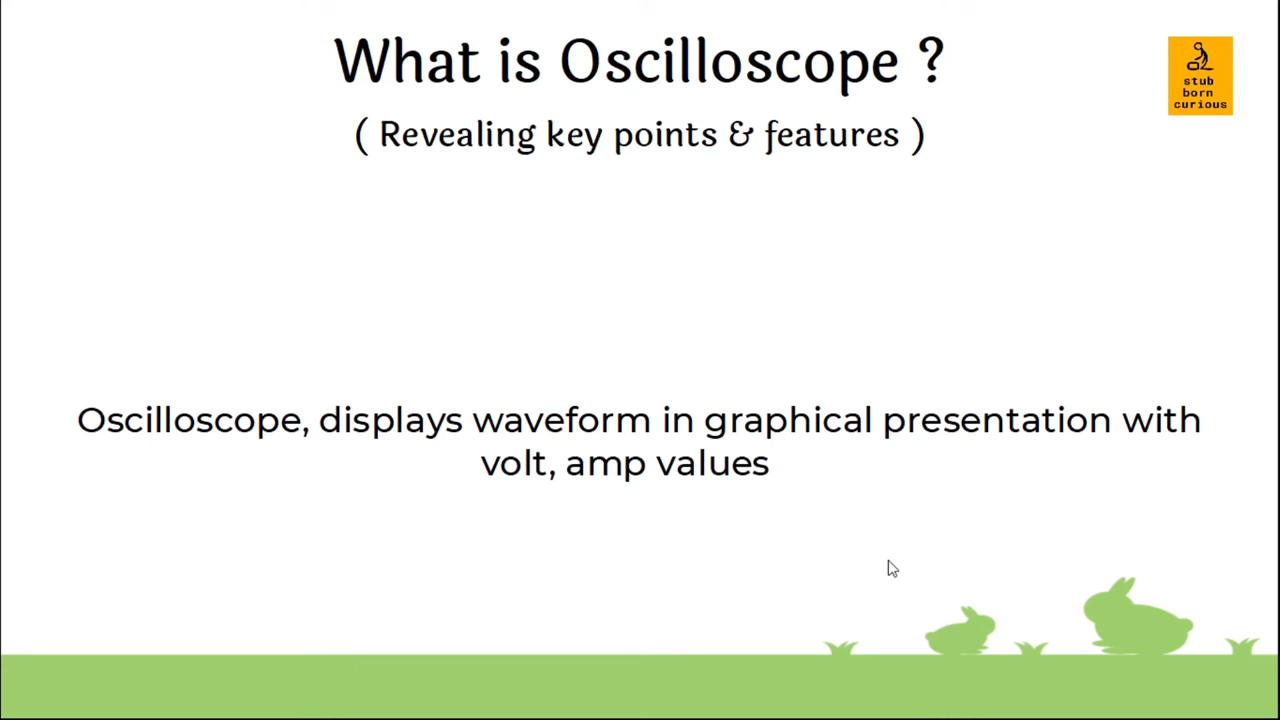 What is Oscilloscope ?
( Revealing key points & features )
stub
born
curious
Oscilloscope, displays waveform in graphical presentation with
volt, amp values